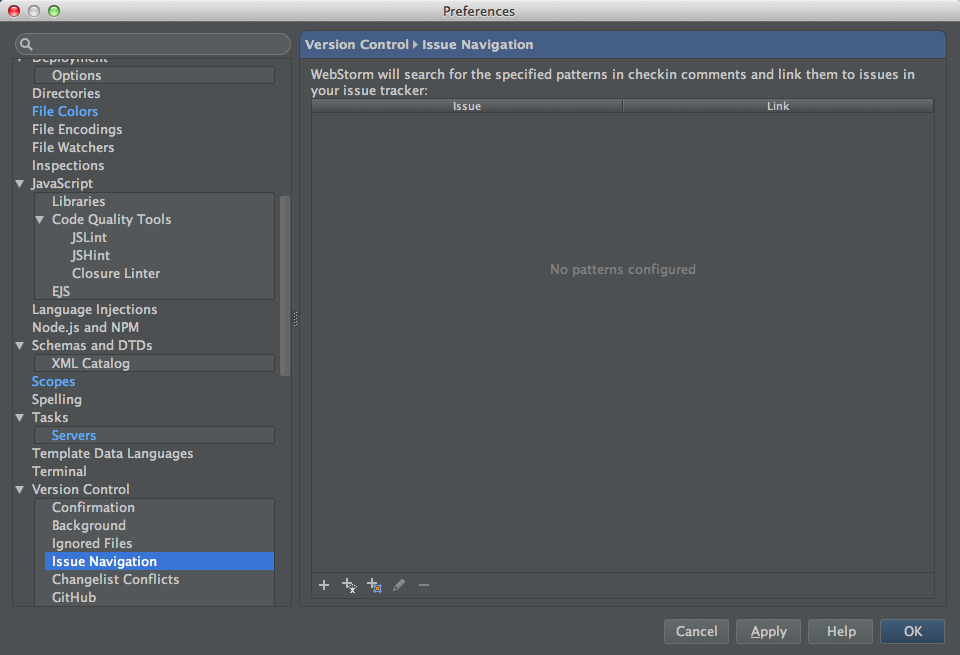 Preferences
Deployment
Options
Directories
File Colors
File Encodings
File Watchers
Inspections
JavaScript
Libraries
Code Quality Tools
JSLint
JSHint
Closure Linter
EJS
Language Injections
Node.js and NPM
Schemas and DTDs
XML Catalog
Scopes
Spelling
Tasks
Servers
Template Data Languages
Terminal
Version Control
Confirmation
Background
Ignored Files
Issue Navigation
Changelist Conflicts
GitHub
Version Control Issue Navigation
WebStorm will search for the specified patterns in checkin comments and link them to issues in
your issue tracker:
Issue Link
No patterns configured
Cancel Apply Help OK